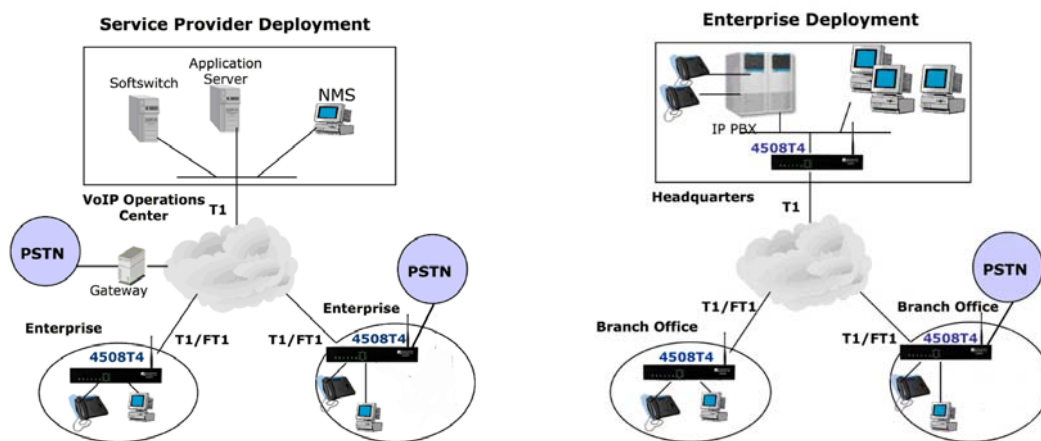 Service Provider Deployment
Softswitch
Application
Server
NMS
VoIP Operations
Center
T1
PSTN
Gateway
PSTN
Enterprise
T1/FT1
4508T4
Enterprise
T1/FT1
4508T4
Enterprise Deployment
IP PBX
4508T4
Headquarters
T1
PSTN
Branch Office
T1/FT1
4508T4
Branch Office
T1/FT1
4508T4